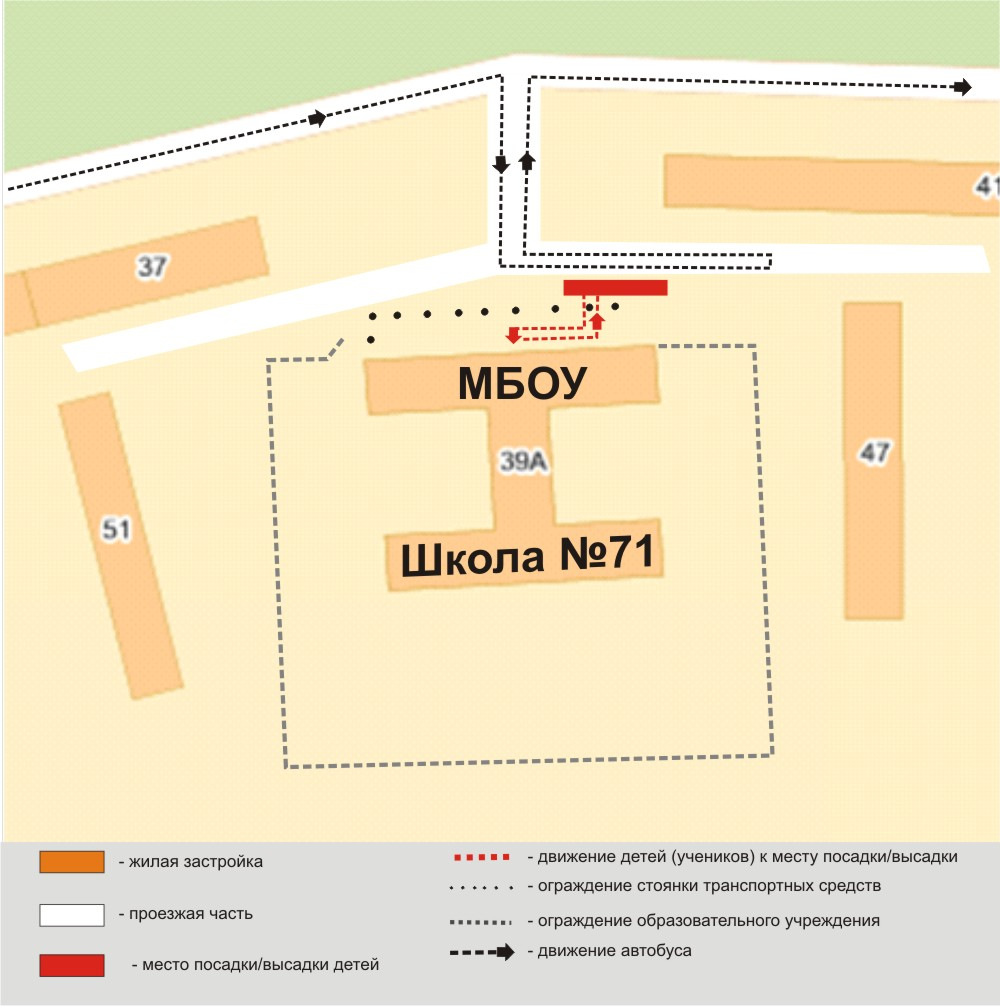 41
37
МБОУ
39А
47
51
Школа №71
- жилая застройка
- проезжая часть
- место посадки/высадки детей
- движение детей (учеников) к месту посадки/высадки
- ограждение стоянки транспортных средств
- ограждение образовательного учреждения
- движение автобуса